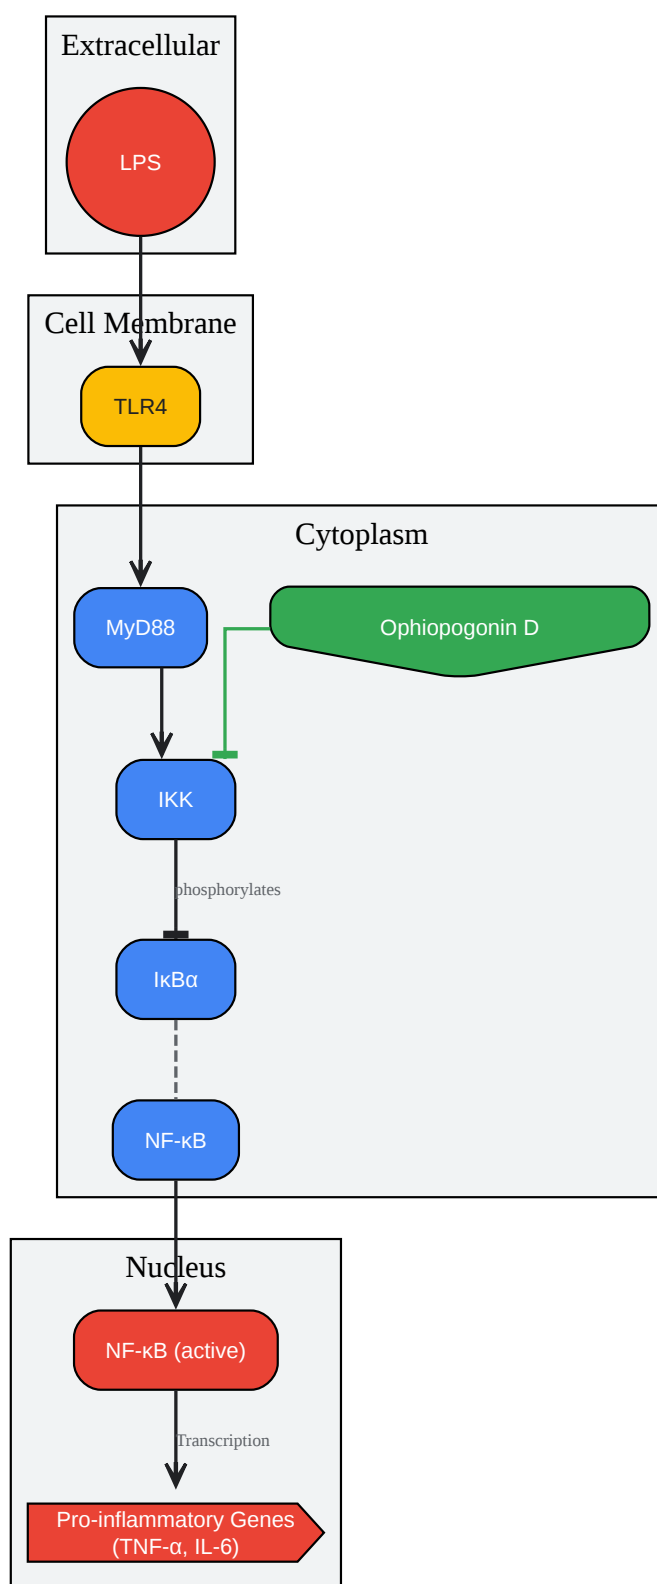 Extracellular
LPS
Cell Membrane
TLR4
Cytoplasm
MyD88
Ophiopogonin D
IKK
phosphorylates
IκBα
NF-κB
Nucleus
NF-κB (active)
Transcription
Pro-inflammatory Genes
(TNF-α, IL-6)